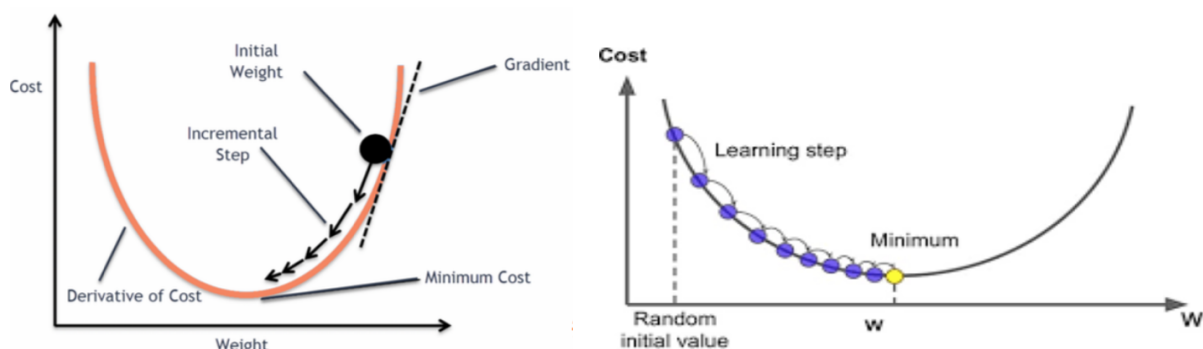 Cost
Initial
Weight
Gradient
Incremental
Step
Derivative of Cost
Minimum Cost
Weight
Cost
Learning step
Minimum
Random
initial value
w
W